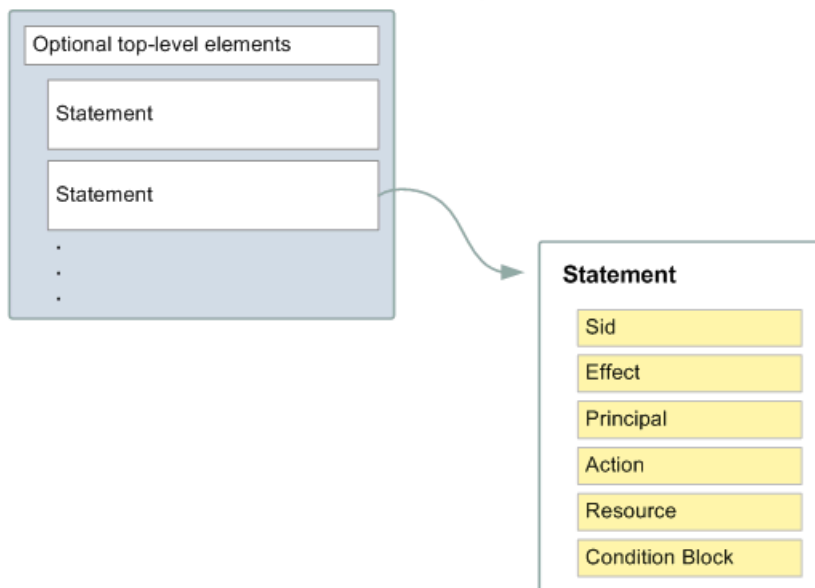 Optional top-level elements
Statement
Statement
.
.
.
Statement
Sid
Effect
Principal
Action
Resource
Condition Block